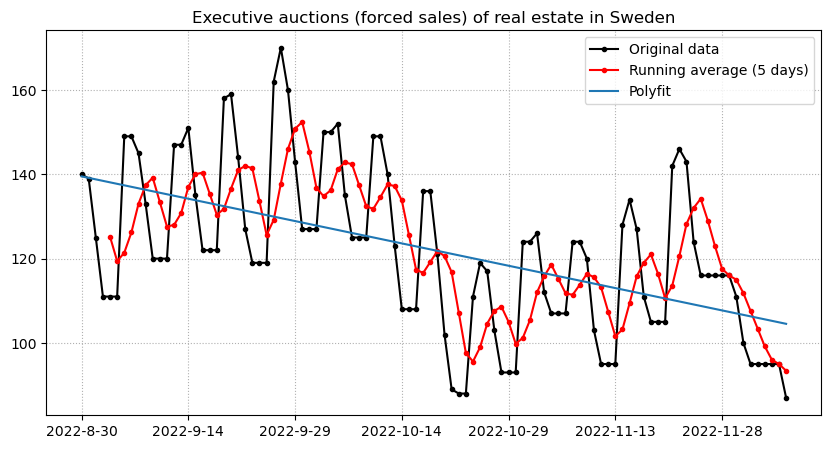 Executive auctions (forced sales) of real estate in Sweden
Original data
Running average (5 days)
Polyfit
160
140
120
100
2022-8-30 2022-9-14 2022-9-29 2022-10-14 2022-10-29 2022-11-13 2022-11-28